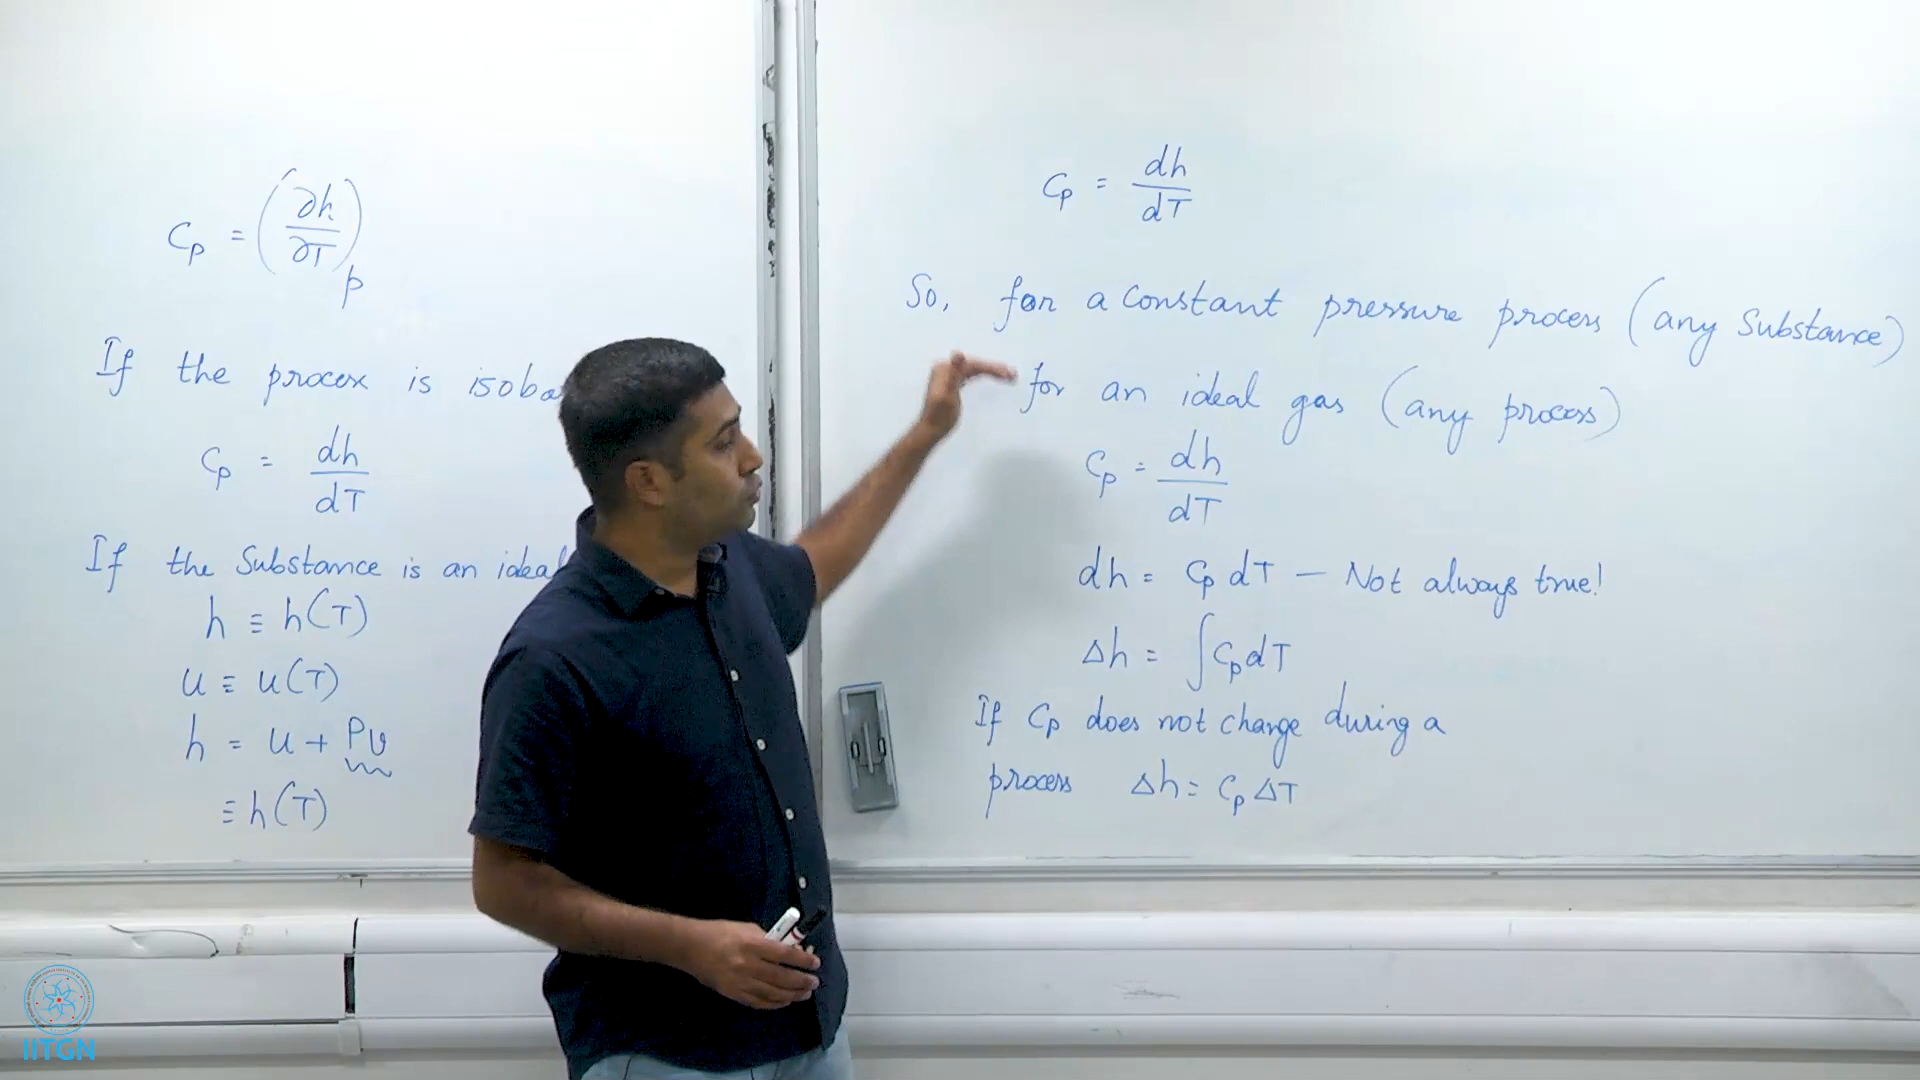 Cp = (∂h/∂T)p
If the process is isoba
Cp = dh/dT
If the Substance is an ideal
h ≡ h(T)
u ≡ u(T)
h = u + Pv
≡ h(T)
Cp = dh/dT
So, for a constant pressure process (any Substance)
for an ideal gas (any process)
Cp = dh/dT
dh = Cp dT — Not always true!
Δh = ∫CpdT
If Cp does not change during a
process Δh = Cp ΔT
IITGN